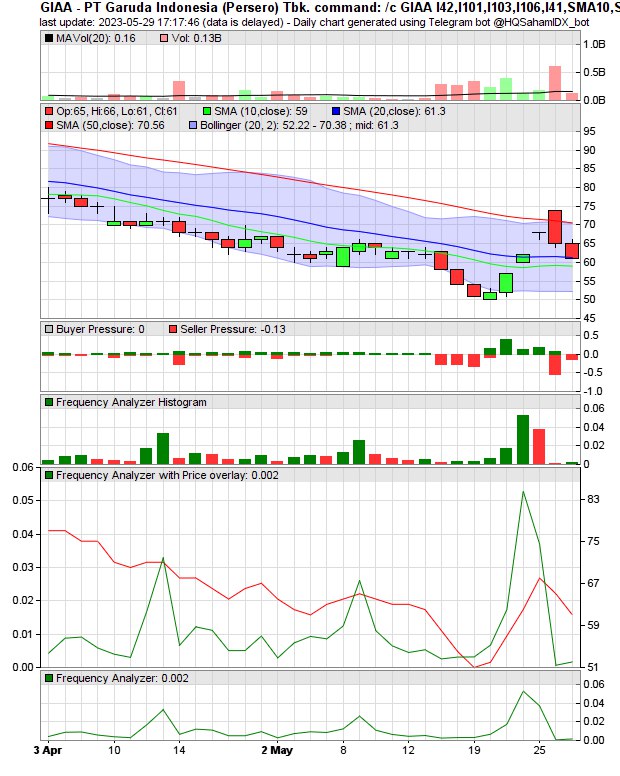 GIAA - PT Garuda Indonesia (Persero) Tbk. command: /c GIAA I42,I101,I103,I106,I41,SMA10,S
last update: 2023-05-29 17:17:46 (data is delayed) - Daily chart generated using Telegram bot @HQSahamIDX_bot
MAVol(20): 0.16 Vol: 0.13B
1.0B
0.5B
0.0B
Op:65, Hi:66, Lo:61, Cl:61 SMA (10,close): 59 SMA (20,close): 61.3
SMA (50,close): 70.56 Bollinger (20, 2): 52.22 - 70.38 ; mid: 61.3
95
90
85
80
75
70
65
60
55
50
45
Buyer Pressure: 0 Seller Pressure: -0.13
0.5
0.0
-0.5
-1.0
Frequency Analyzer Histogram
0.06
0.04
0.02
0
Frequency Analyzer with Price overlay: 0.002
0.06
0.05
0.04
0.03
0.02
0.01
0.00
83
75
67
59
51
Frequency Analyzer: 0.002
0.06
0.04
0.02
0.00
3 Apr 10 14 2 May 8 12 19 25